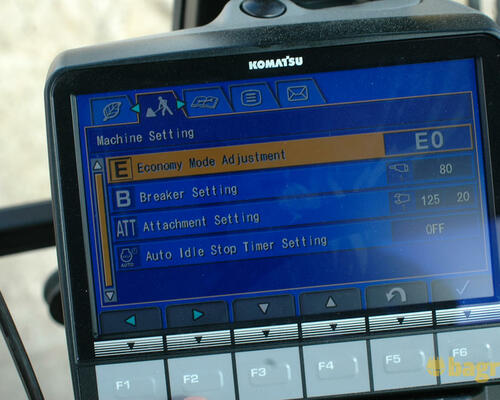 KOMATSU
Machine Setting
E Economy Mode Adjustment E0
B Breaker Setting 80
ATT Attachment Setting 125 20
AUTO Auto Idle Stop Timer Setting OFF
F1 F2 F3 F4 F5 F6
bagr